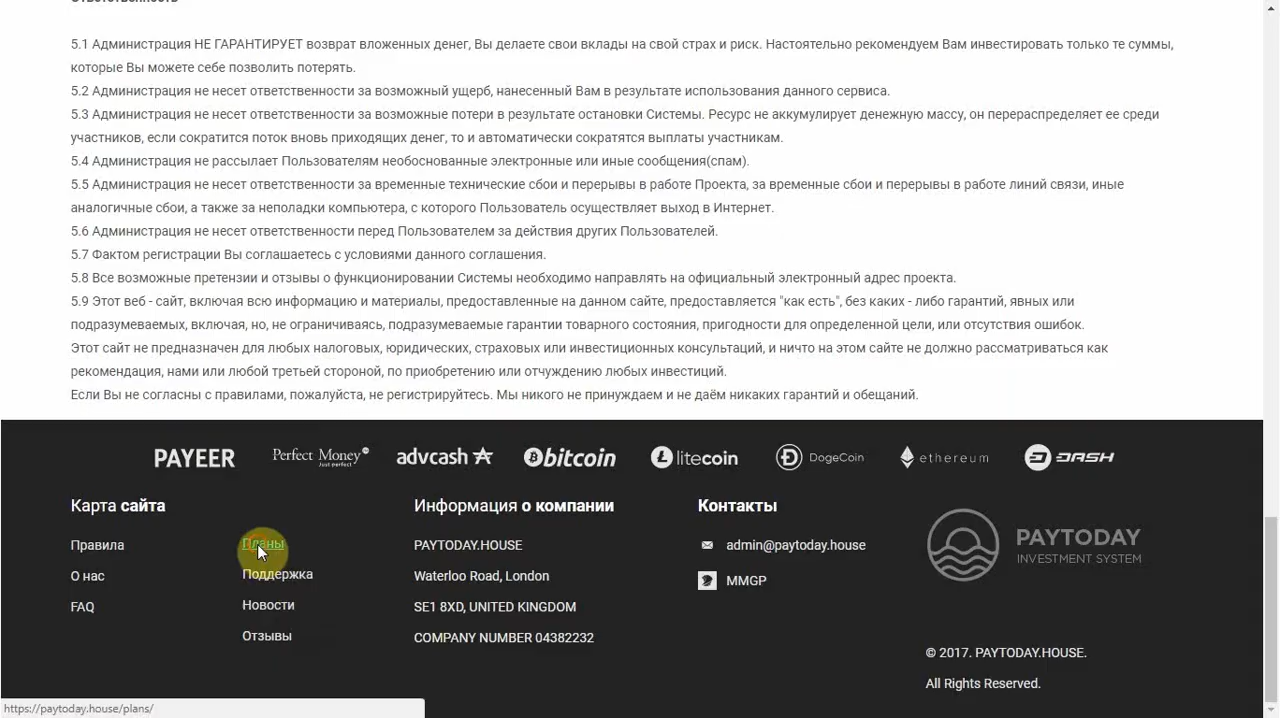 Ответственность
5.1 Администрация НЕ ГАРАНТИРУЕТ возврат вложенных денег, Вы делаете свои вклады на свой страх и риск. Настоятельно рекомендуем Вам инвестировать только те суммы,
которые Вы можете себе позволить потерять.
5.2 Администрация не несет ответственности за возможный ущерб, нанесенный Вам в результате использования данного сервиса.
5.3 Администрация не несет ответственности за возможные потери в результате остановки Системы. Ресурс не аккумулирует денежную массу, он перераспределяет ее среди
участников, если сократится поток вновь приходящих денег, то и автоматически сократятся выплаты участникам.
5.4 Администрация не рассылает Пользователям необоснованные электронные или иные сообщения(спам).
5.5 Администрация не несет ответственности за временные технические сбои и перерывы в работе Проекта, за временные сбои и перерывы в работе линий связи, иные
аналогичные сбои, а также за неполадки компьютера, с которого Пользователь осуществляет выход в Интернет.
5.6 Администрация не несет ответственности перед Пользователем за действия других Пользователей.
5.7 Фактом регистрации Вы соглашаетесь с условиями данного соглашения.
5.8 Все возможные претензии и отзывы о функционировании Системы необходимо направлять на официальный электронный адрес проекта.
5.9 Этот веб - сайт, включая всю информацию и материалы, предоставленные на данном сайте, предоставляется "как есть", без каких - либо гарантий, явных или
подразумеваемых, включая, но, не ограничиваясь, подразумеваемые гарантии товарного состояния, пригодности для определенной цели, или отсутствия ошибок.
Этот сайт не предназначен для любых налоговых, юридических, страховых или инвестиционных консультаций, и ничто на этом сайте не должно рассматриваться как
рекомендация, нами или любой третьей стороной, по приобретению или отчуждению любых инвестиций.
Если Вы не согласны с правилами, пожалуйста, не регистрируйтесь. Мы никого не принуждаем и не даём никаких гарантий и обещаний.
PAYEER Perfect Money Just perfect advcash bitcoin litecoin DogeCoin ethereum DASH
Карта сайта
Правила
О нас
FAQ
Планы
Поддержка
Новости
Отзывы
Информация о компании
PAYTODAY.HOUSE
Waterloo Road, London
SE1 8XD, UNITED KINGDOM
COMPANY NUMBER 04382232
Контакты
admin@paytoday.house
MMGP
PAYTODAY
INVESTMENT SYSTEM
© 2017. PAYTODAY.HOUSE.
All Rights Reserved.
https://paytoday.house/plans/